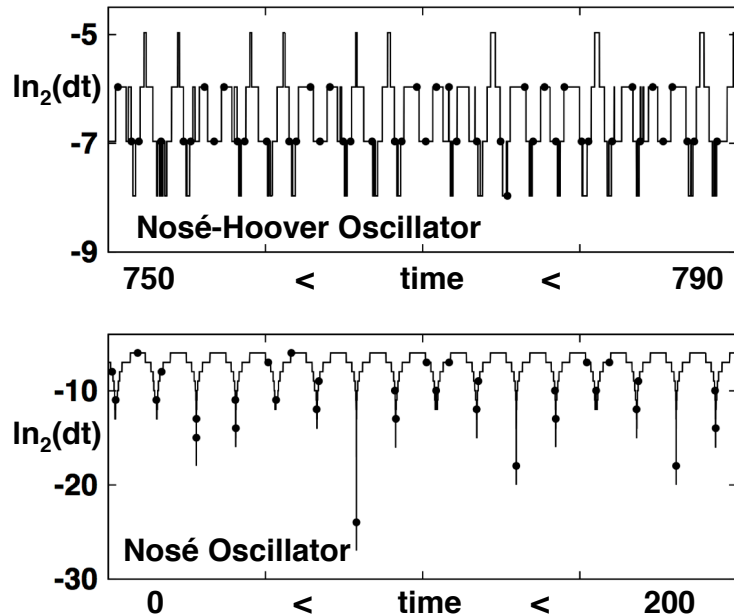 -5
ln₂(dt)
-7
Nosé-Hoover Oscillator
-9
750 < time < 790
-10
ln₂(dt)
-20
Nosé Oscillator
-30
0 < time < 200